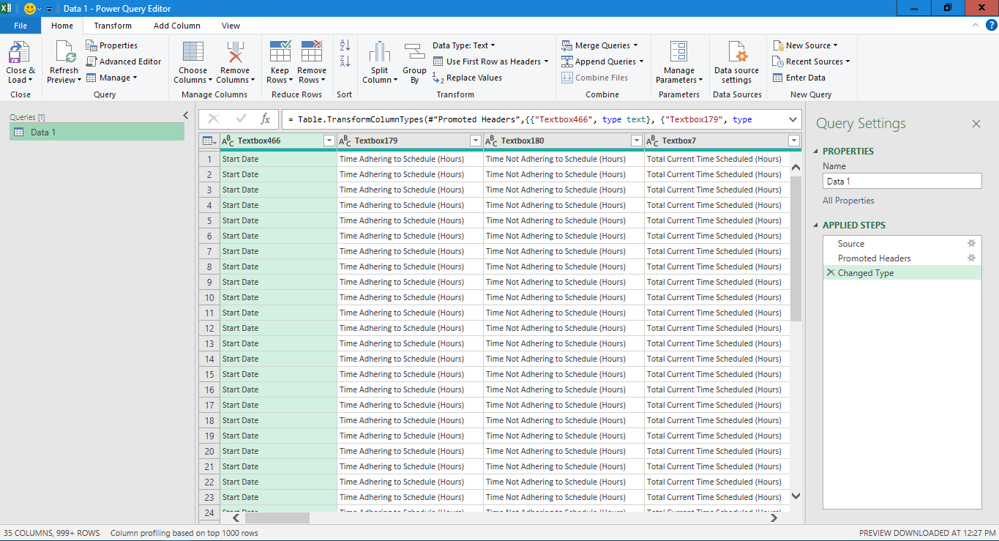 Data 1 - Power Query Editor
File Home Transform Add Column View
Close & Load
Close
Refresh Preview
Properties
Advanced Editor
Manage
Query
Choose Columns
Remove Columns
Manage Columns
Keep Rows
Remove Rows
Reduce Rows
Sort
Split Column
Group By
Data Type: Text
Use First Row as Headers
Replace Values
Transform
Merge Queries
Append Queries
Combine Files
Combine
Manage Parameters
Parameters
Data source settings
Data Sources
New Source
Recent Sources
Enter Data
New Query
Queries [1]
Data 1
fx = Table.TransformColumnTypes(#"Promoted Headers",{{"Textbox466", type text}, {"Textbox179", type
ABC Textbox466 ABC Textbox179 ABC Textbox180 ABC Textbox7
1 Start Date Time Adhering to Schedule (Hours) Time Not Adhering to Schedule (Hours) Total Current Time Scheduled (Hours)
2 Start Date Time Adhering to Schedule (Hours) Time Not Adhering to Schedule (Hours) Total Current Time Scheduled (Hours)
3 Start Date Time Adhering to Schedule (Hours) Time Not Adhering to Schedule (Hours) Total Current Time Scheduled (Hours)
4 Start Date Time Adhering to Schedule (Hours) Time Not Adhering to Schedule (Hours) Total Current Time Scheduled (Hours)
5 Start Date Time Adhering to Schedule (Hours) Time Not Adhering to Schedule (Hours) Total Current Time Scheduled (Hours)
6 Start Date Time Adhering to Schedule (Hours) Time Not Adhering to Schedule (Hours) Total Current Time Scheduled (Hours)
7 Start Date Time Adhering to Schedule (Hours) Time Not Adhering to Schedule (Hours) Total Current Time Scheduled (Hours)
8 Start Date Time Adhering to Schedule (Hours) Time Not Adhering to Schedule (Hours) Total Current Time Scheduled (Hours)
9 Start Date Time Adhering to Schedule (Hours) Time Not Adhering to Schedule (Hours) Total Current Time Scheduled (Hours)
10 Start Date Time Adhering to Schedule (Hours) Time Not Adhering to Schedule (Hours) Total Current Time Scheduled (Hours)
11 Start Date Time Adhering to Schedule (Hours) Time Not Adhering to Schedule (Hours) Total Current Time Scheduled (Hours)
12 Start Date Time Adhering to Schedule (Hours) Time Not Adhering to Schedule (Hours) Total Current Time Scheduled (Hours)
13 Start Date Time Adhering to Schedule (Hours) Time Not Adhering to Schedule (Hours) Total Current Time Scheduled (Hours)
14 Start Date Time Adhering to Schedule (Hours) Time Not Adhering to Schedule (Hours) Total Current Time Scheduled (Hours)
15 Start Date Time Adhering to Schedule (Hours) Time Not Adhering to Schedule (Hours) Total Current Time Scheduled (Hours)
16 Start Date Time Adhering to Schedule (Hours) Time Not Adhering to Schedule (Hours) Total Current Time Scheduled (Hours)
17 Start Date Time Adhering to Schedule (Hours) Time Not Adhering to Schedule (Hours) Total Current Time Scheduled (Hours)
18 Start Date Time Adhering to Schedule (Hours) Time Not Adhering to Schedule (Hours) Total Current Time Scheduled (Hours)
19 Start Date Time Adhering to Schedule (Hours) Time Not Adhering to Schedule (Hours) Total Current Time Scheduled (Hours)
20 Start Date Time Adhering to Schedule (Hours) Time Not Adhering to Schedule (Hours) Total Current Time Scheduled (Hours)
21 Start Date Time Adhering to Schedule (Hours) Time Not Adhering to Schedule (Hours) Total Current Time Scheduled (Hours)
22 Start Date Time Adhering to Schedule (Hours) Time Not Adhering to Schedule (Hours) Total Current Time Scheduled (Hours)
23 Start Date Time Adhering to Schedule (Hours) Time Not Adhering to Schedule (Hours) Total Current Time Scheduled (Hours)
24
Query Settings
PROPERTIES
Name
Data 1
All Properties
APPLIED STEPS
Source
Promoted Headers
Changed Type
35 COLUMNS, 999+ ROWS Column profiling based on top 1000 rows
PREVIEW DOWNLOADED AT 12:27 PM